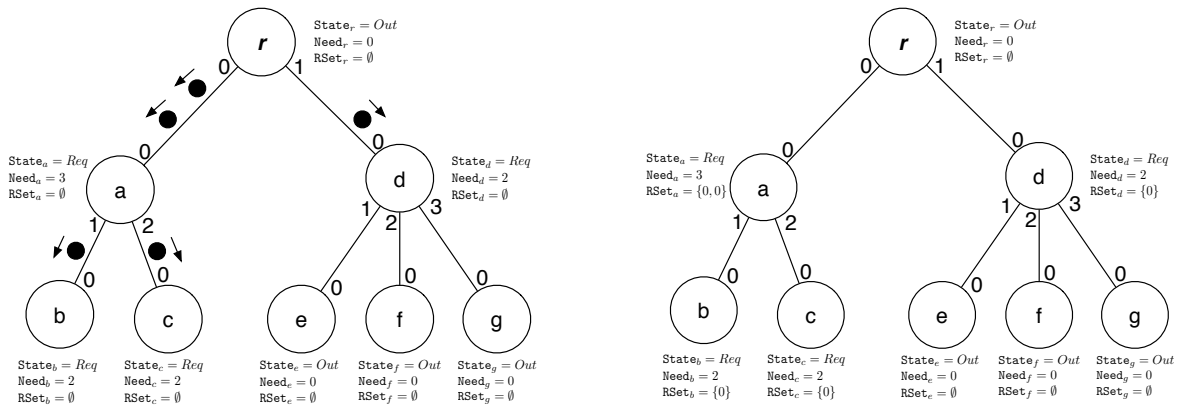 r
State_r = Out
Need_r = 0
RSet_r = ∅
0
1
0
0
State_a = Req
Need_a = 3
RSet_a = ∅
a
d
State_d = Req
Need_d = 2
RSet_d = ∅
1
2
1
2
3
0
0
0
0
0
b
c
e
f
g
State_b = Req
Need_b = 2
RSet_b = ∅
State_c = Req
Need_c = 2
RSet_c = ∅
State_e = Out
Need_e = 0
RSet_e = ∅
State_f = Out
Need_f = 0
RSet_f = ∅
State_g = Out
Need_g = 0
RSet_g = ∅
r
State_r = Out
Need_r = 0
RSet_r = ∅
0
1
0
0
State_a = Req
Need_a = 3
RSet_a = {0,0}
a
d
State_d = Req
Need_d = 2
RSet_d = {0}
1
2
1
2
3
0
0
0
0
0
b
c
e
f
g
State_b = Req
Need_b = 2
RSet_b = {0}
State_c = Req
Need_c = 2
RSet_c = {0}
State_e = Out
Need_e = 0
RSet_e = ∅
State_f = Out
Need_f = 0
RSet_f = ∅
State_g = Out
Need_g = 0
RSet_g = ∅